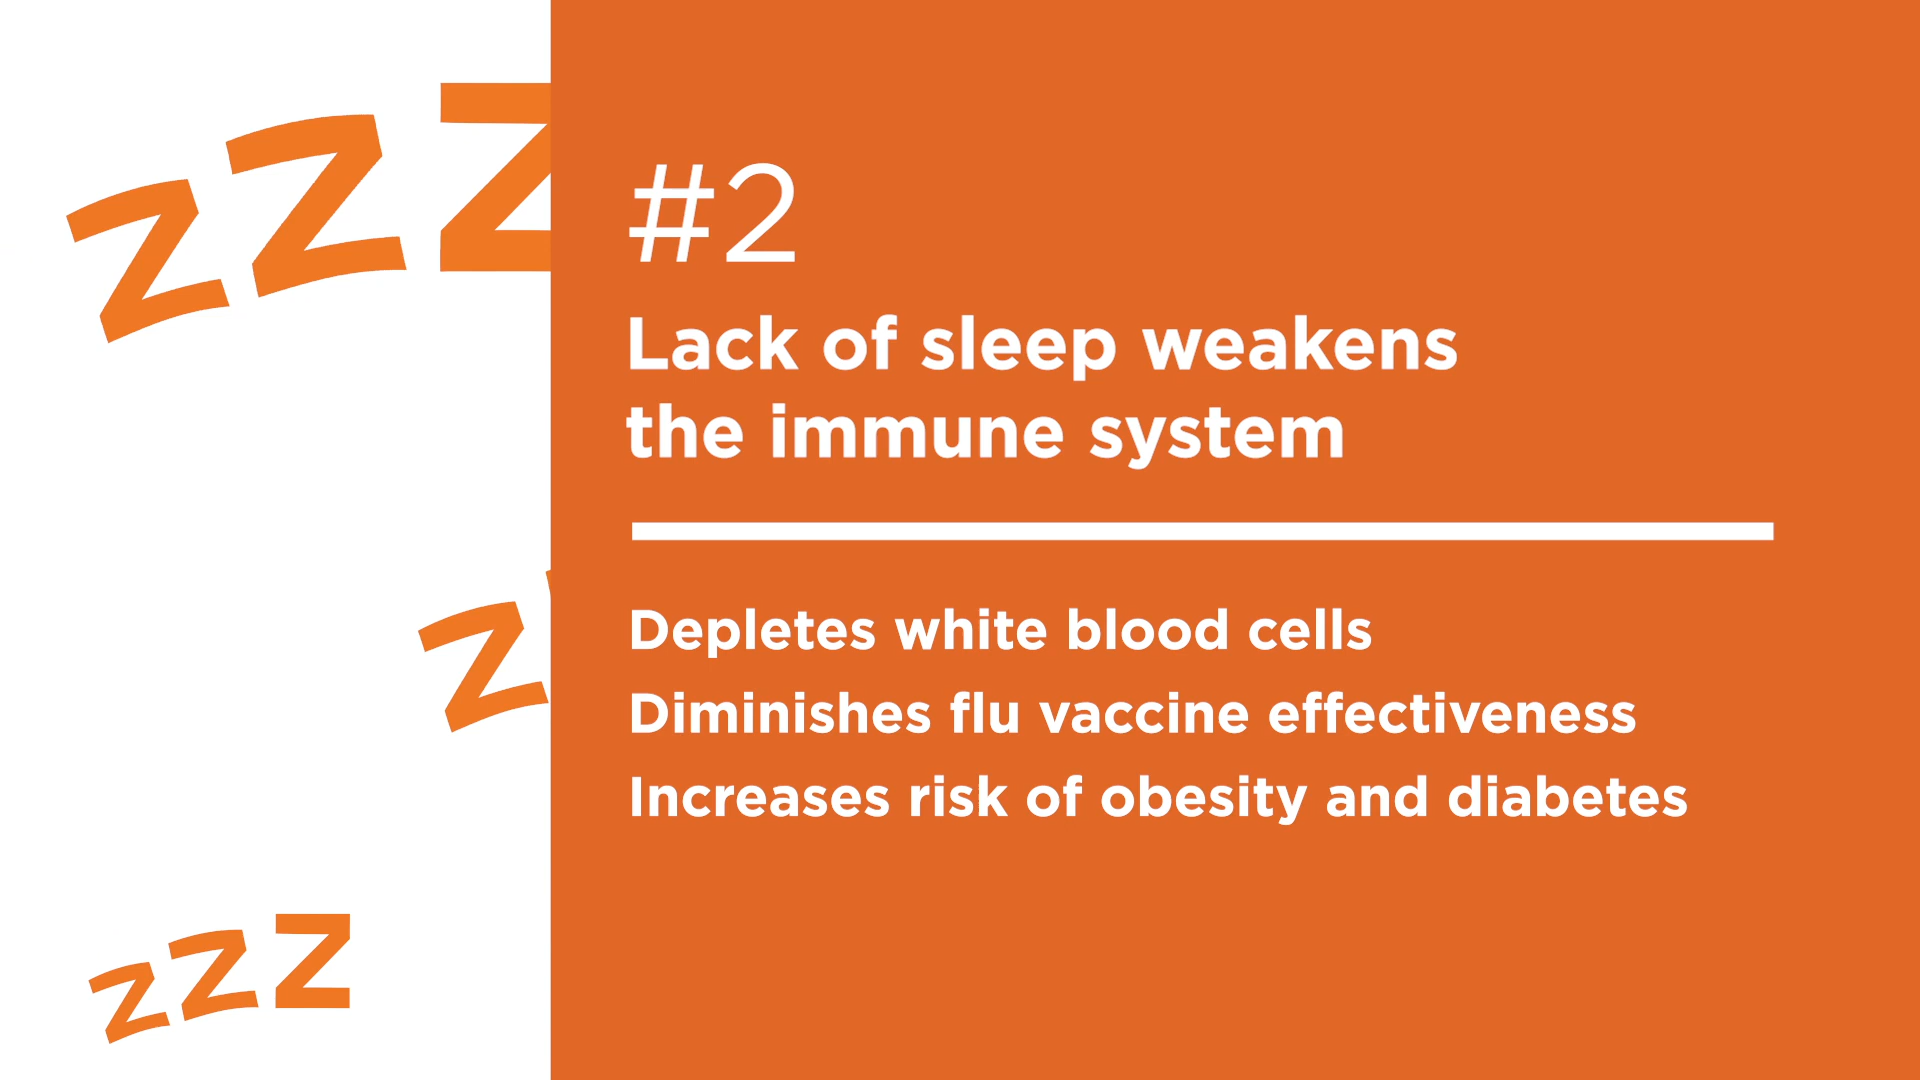 zzZ
#2
Lack of sleep weakens
the immune system
z
Depletes white blood cells
Diminishes flu vaccine effectiveness
Increases risk of obesity and diabetes
zzZ